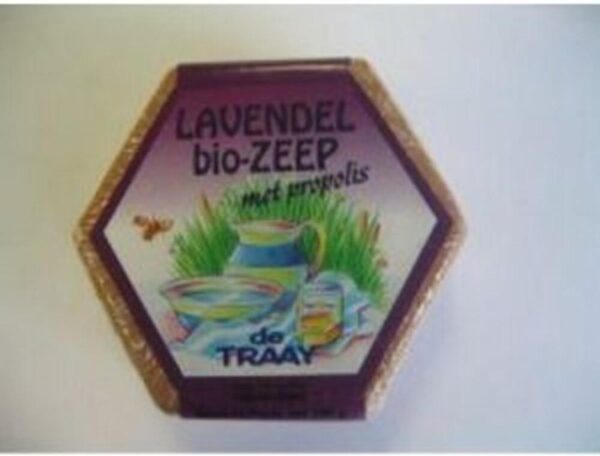 LAVENDEL
bio-ZEEP
met propolis
de
TRAAY